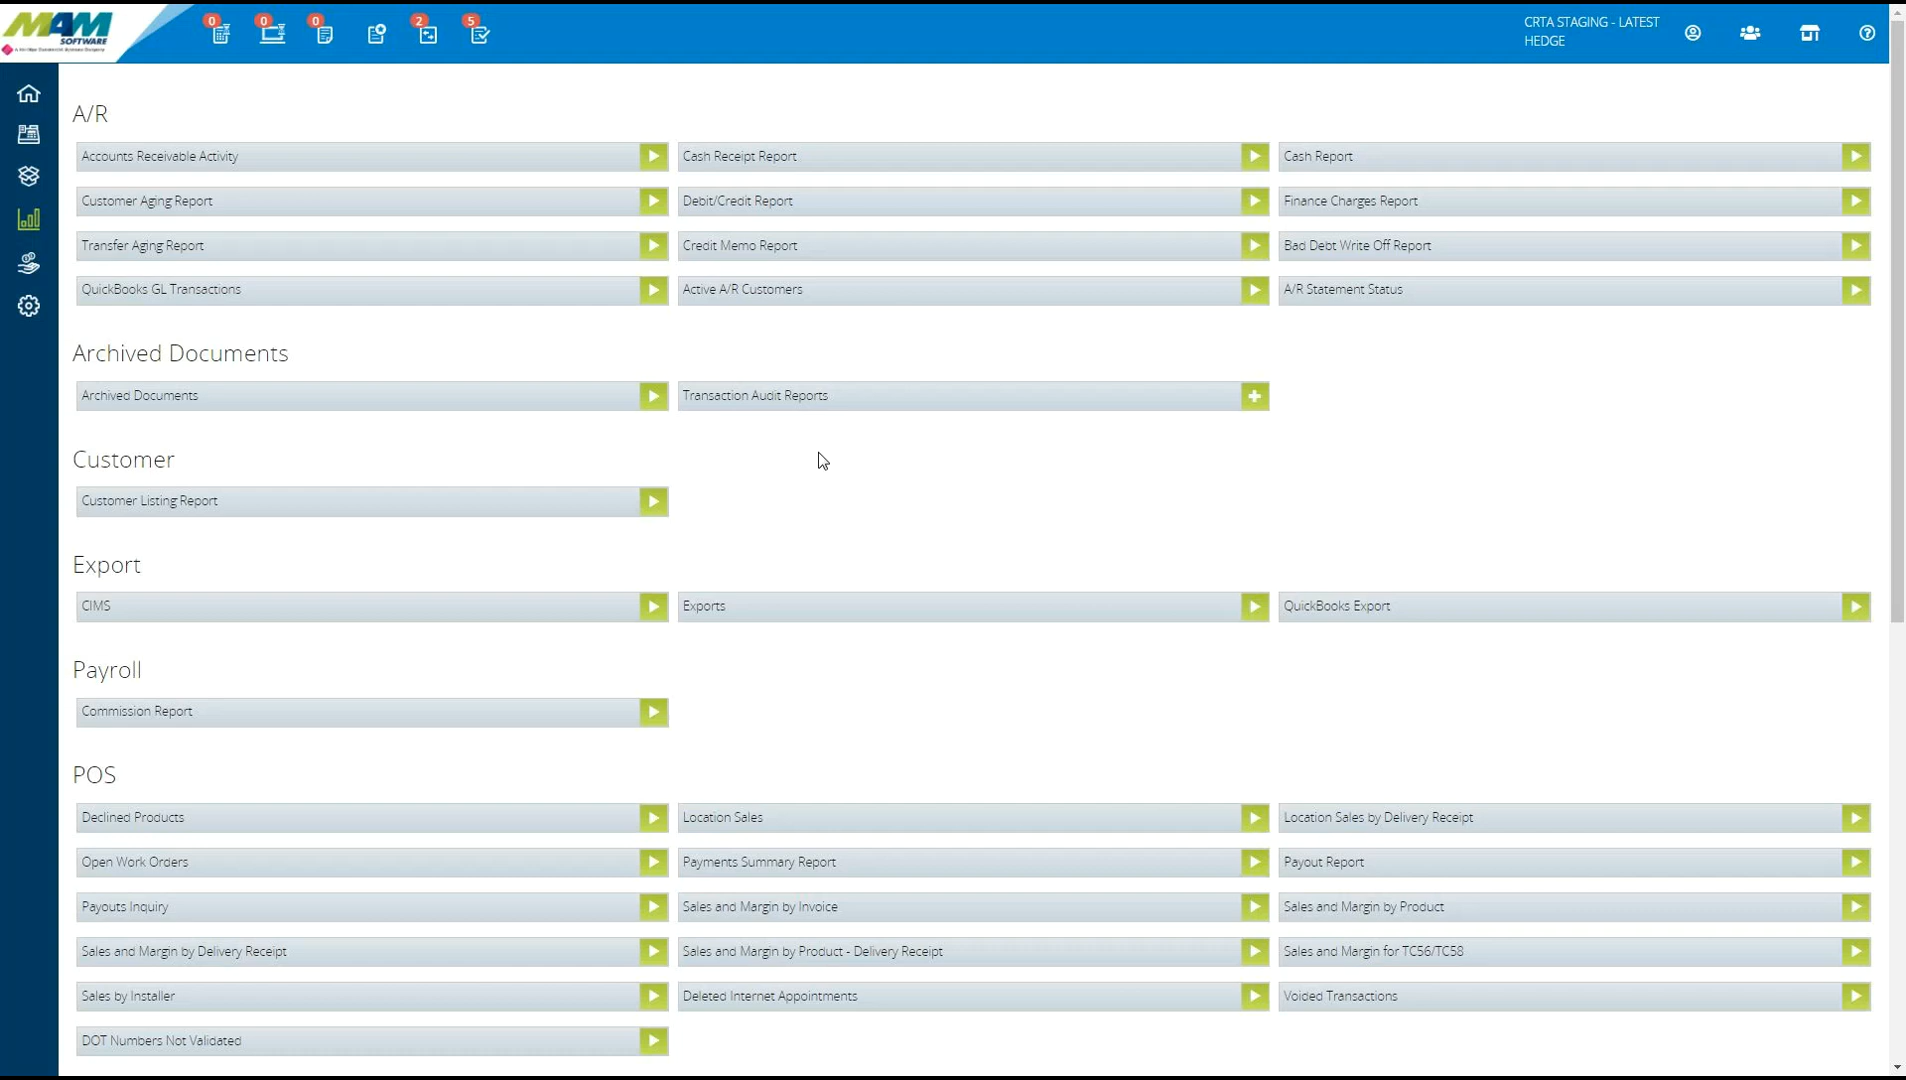 MAM
SOFTWARE
0
0
0
2
5
CRTA STAGING - LATEST
HEDGE
A/R
Accounts Receivable Activity
Cash Receipt Report
Cash Report
Customer Aging Report
Debit/Credit Report
Finance Charges Report
Transfer Aging Report
Credit Memo Report
Bad Debt Write Off Report
QuickBooks GL Transactions
Active A/R Customers
A/R Statement Status
Archived Documents
Archived Documents
Transaction Audit Reports
Customer
Customer Listing Report
Export
CIMS
Exports
QuickBooks Export
Payroll
Commission Report
POS
Declined Products
Location Sales
Location Sales by Delivery Receipt
Open Work Orders
Payments Summary Report
Payout Report
Payouts Inquiry
Sales and Margin by Invoice
Sales and Margin by Product
Sales and Margin by Delivery Receipt
Sales and Margin by Product - Delivery Receipt
Sales and Margin for TC56/TC58
Sales by Installer
Deleted Internet Appointments
Voided Transactions
DOT Numbers Not Validated